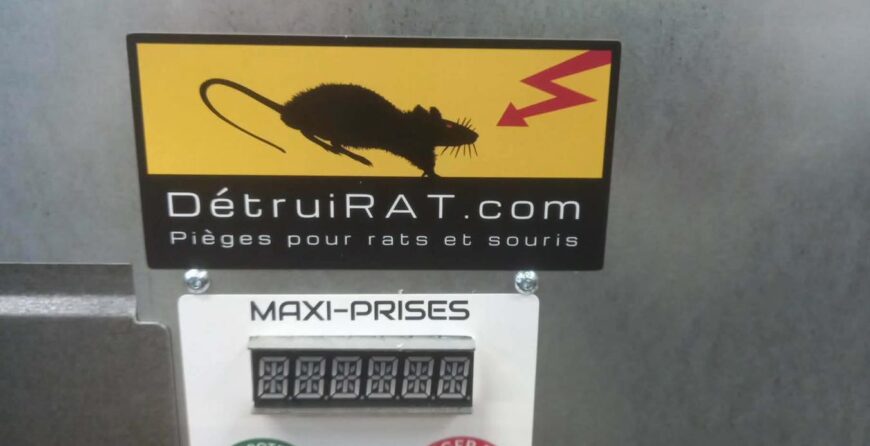 DétruiRAT.com
Pièges pour rats et souris
MAXI-PRISES